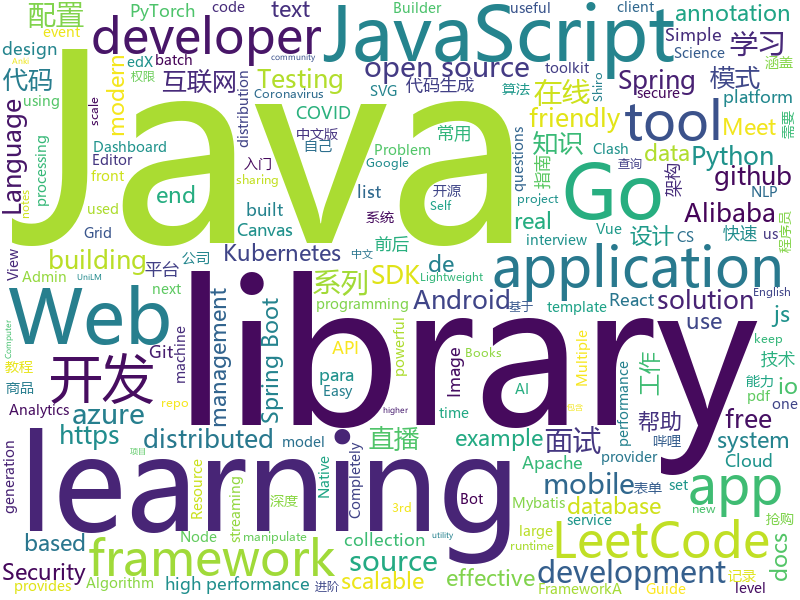 PyTorch
code
Builder
useful
client
annotation
配置
edX
batch
text
developer
JavaScript
Simple
Science
学习
event
design
Anki
community
权限
toolkit
Coronavirus
open source
SVG
代码生成
算法
Shiro
涵盖
代码
互联网
Testing
Spring
模式
scale
using
modern
distribution
COVID
在线
secure
platform
Language
Java
tool
friendly
Meet
需要
中文版
自己
常用
Problem
Google
Dashboard
front
Editor
入门
知识
data
Python
questions
指南
架构
processing
used
end
sharing
list
Go
real
开源
Clash
NLP
github
程序员
View
Grid
built
Canvas
系统
Self
project
Vue
设计
CS
快速
查询
us
Admin
building
平台
Kubernetes
前后
de
Android
application
公司
next
notes
UniLM
系列
SDK
中文
基于
Lightweight
programming
React
solution
English
Web
library
management
Spring Boot
template
interview
use
js
Computer
machine
Git
para
API
powerful
Image
Easy
Books
Multiple
技术
keep
开发
教程
商品
Analytics
repo
time
AI
performance
工作
io
能力
pdf
one
azure
https
distributed
直播
example
面试
free
帮助
哔哩
generation
learning
model
Apache
system
provider
Cloud
app
Security
Resource
streaming
Native
Completely
3rd
Bot
Mybatis
database
表单
set
抢购
based
framework
source
LeetCode
docs
Node
深度
manipulate
collection
large
service
new
记录
provides
Algorithm
high performance
scalable
effective
runtime
development
Guide
level
higher
utility
进阶
FrameworkA
mobile
项目